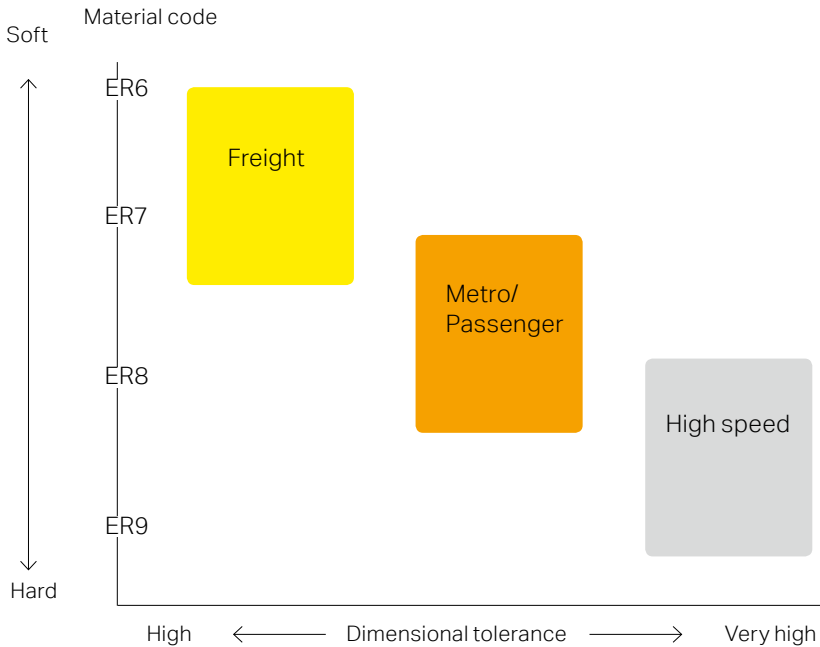 Material code
Soft
ER6
Freight
ER7
Metro/
Passenger
ER8
High speed
ER9
Hard
High
Dimensional tolerance
Very high